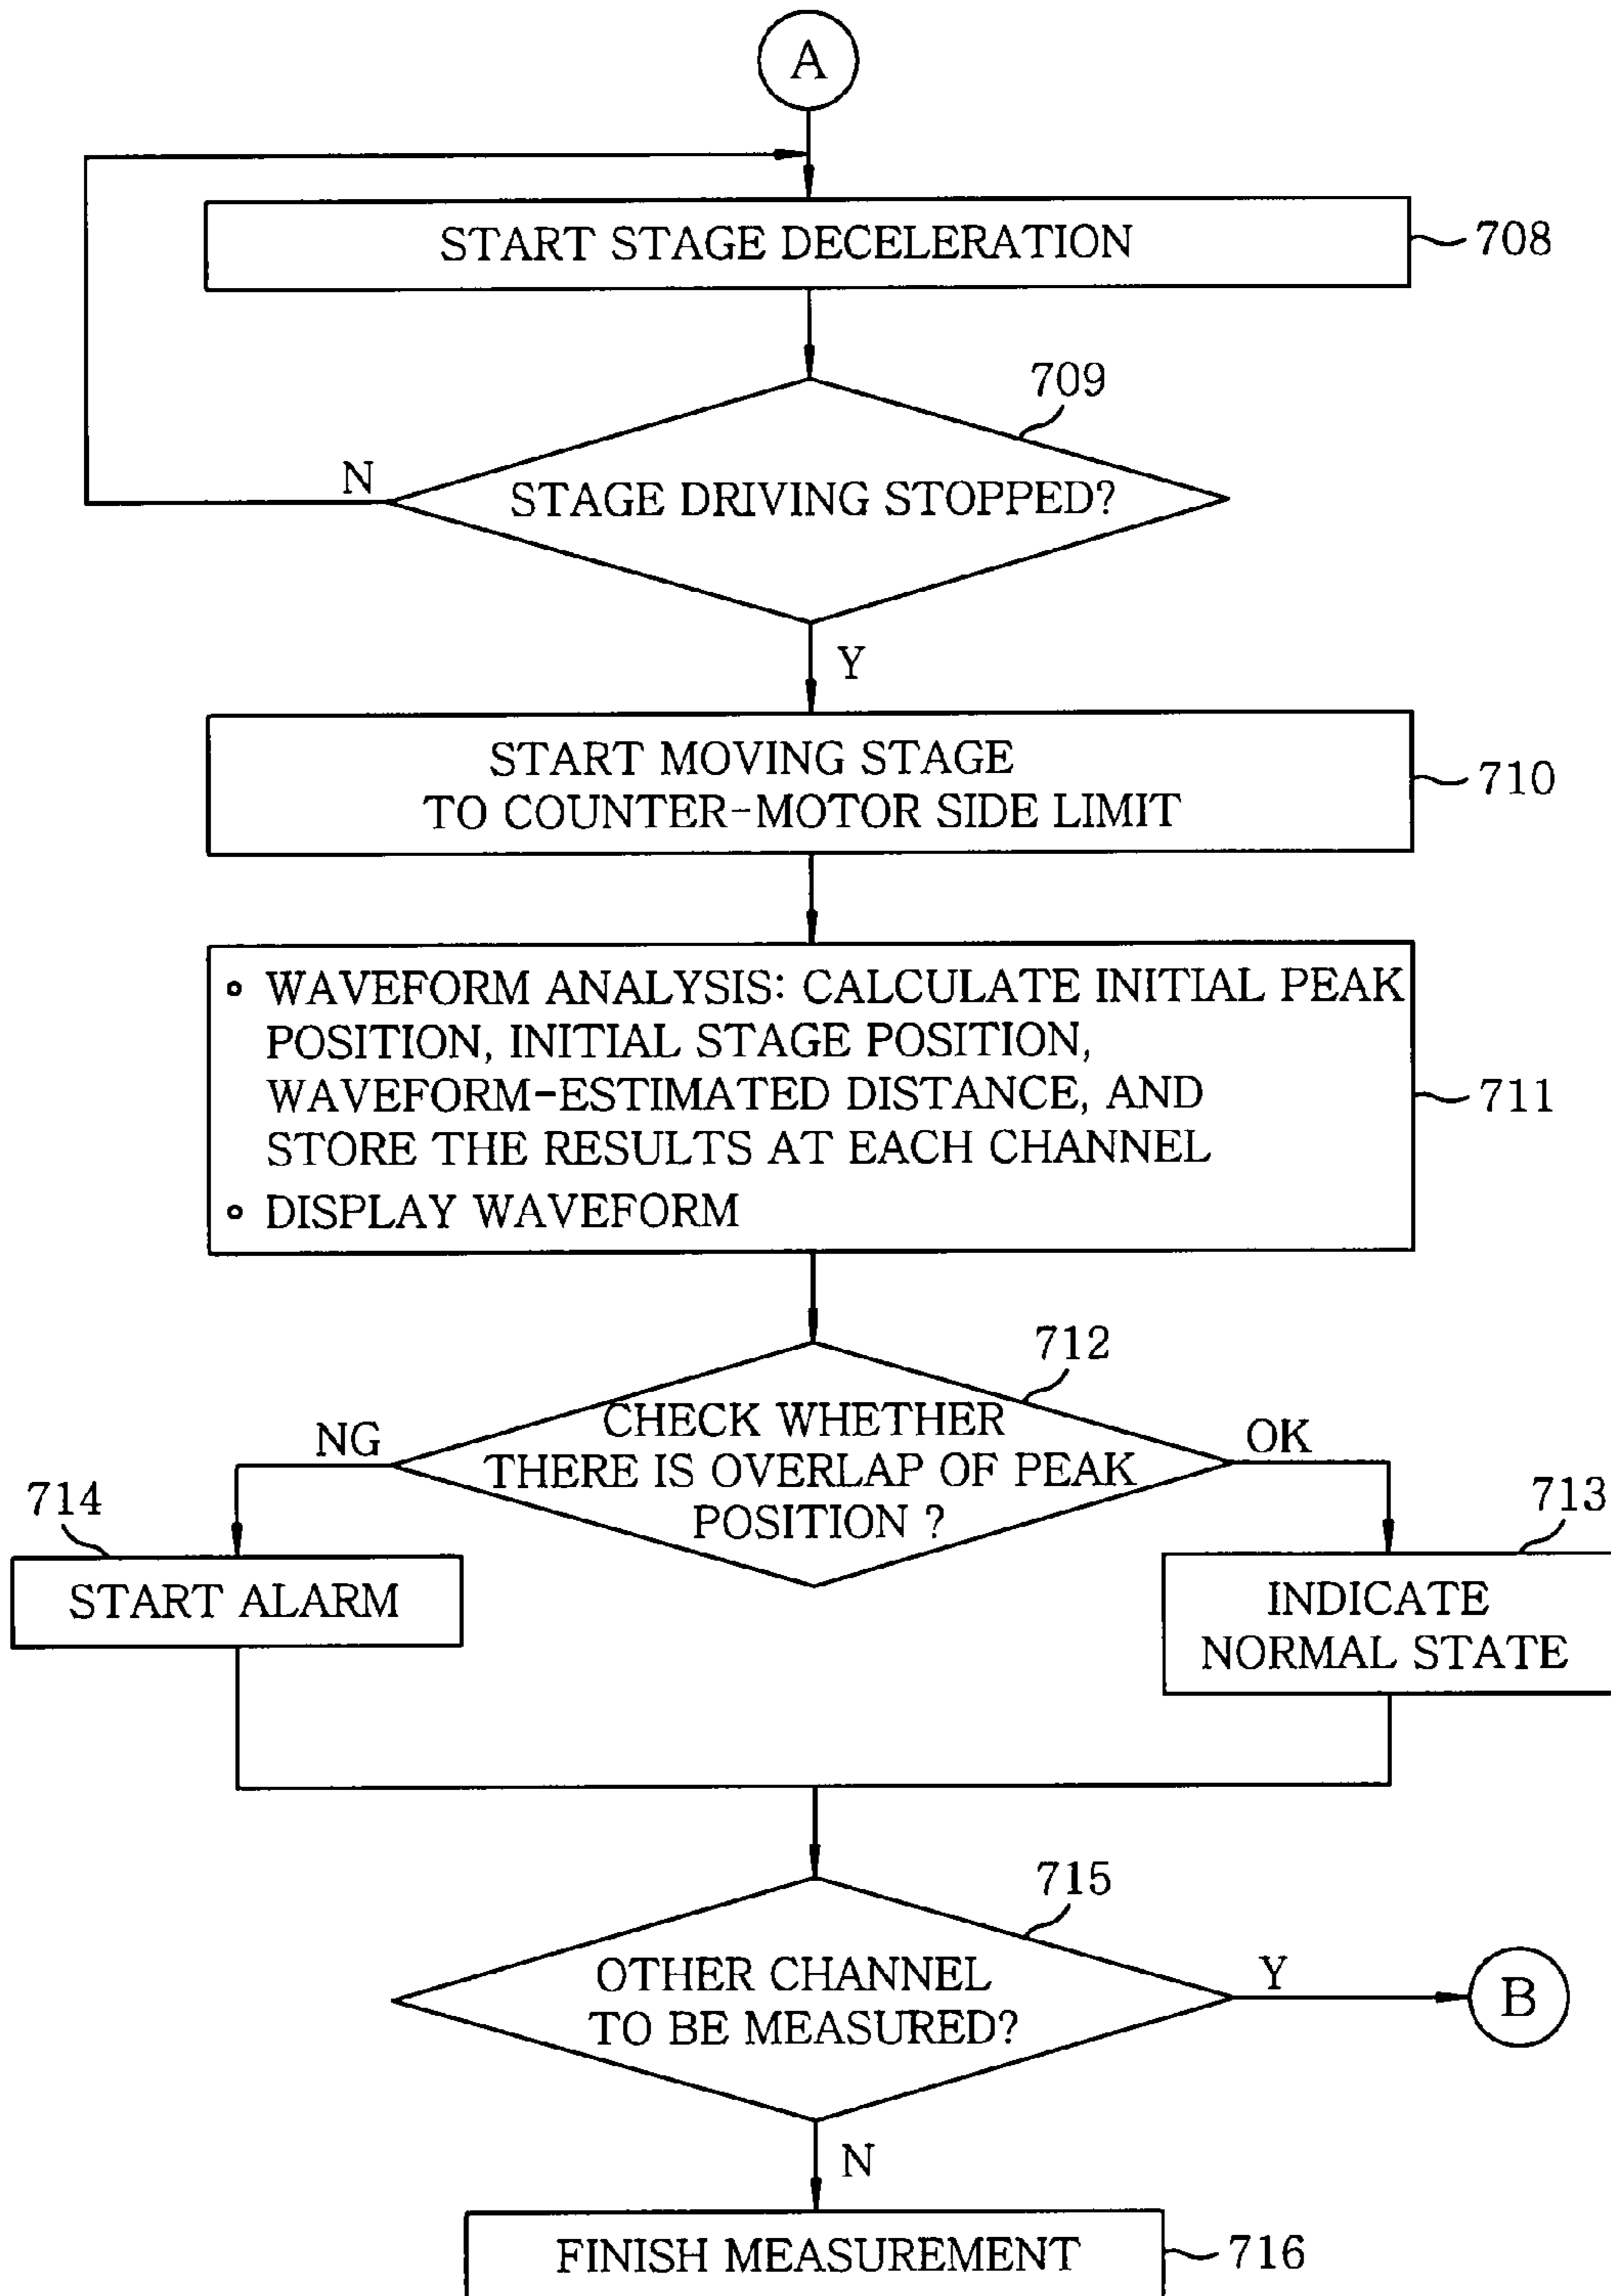 A
START STAGE DECELERATION
708
709
N
STAGE DRIVING STOPPED?
Y
START MOVING STAGE
TO COUNTER-MOTOR SIDE LIMIT
710
∘ WAVEFORM ANALYSIS: CALCULATE INITIAL PEAK
POSITION, INITIAL STAGE POSITION,
WAVEFORM-ESTIMATED DISTANCE, AND
STORE THE RESULTS AT EACH CHANNEL
∘ DISPLAY WAVEFORM
711
712
NG
CHECK WHETHER
THERE IS OVERLAP OF PEAK
POSITION ?
OK
714
START ALARM
713
INDICATE
NORMAL STATE
715
OTHER CHANNEL
TO BE MEASURED?
Y
B
N
FINISH MEASUREMENT
716